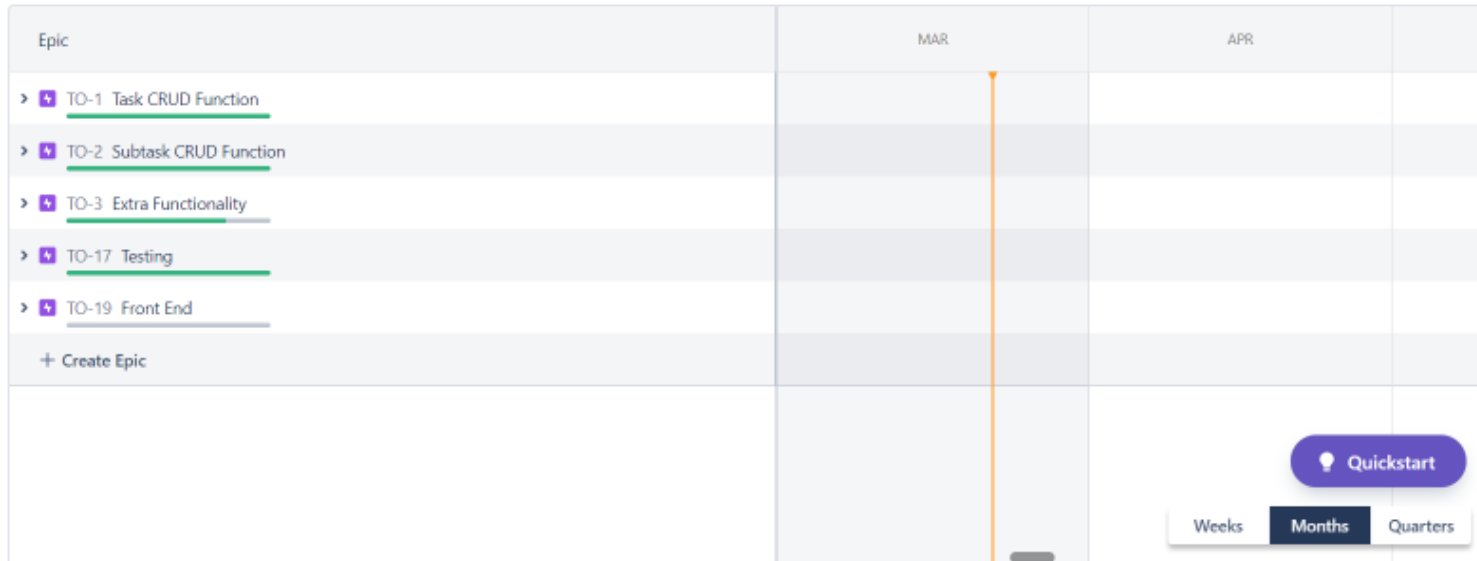 Epic MAR APR
TO-1 Task CRUD Function
TO-2 Subtask CRUD Function
TO-3 Extra Functionality
TO-17 Testing
TO-19 Front End
+ Create Epic
Quickstart
Weeks Months Quarters